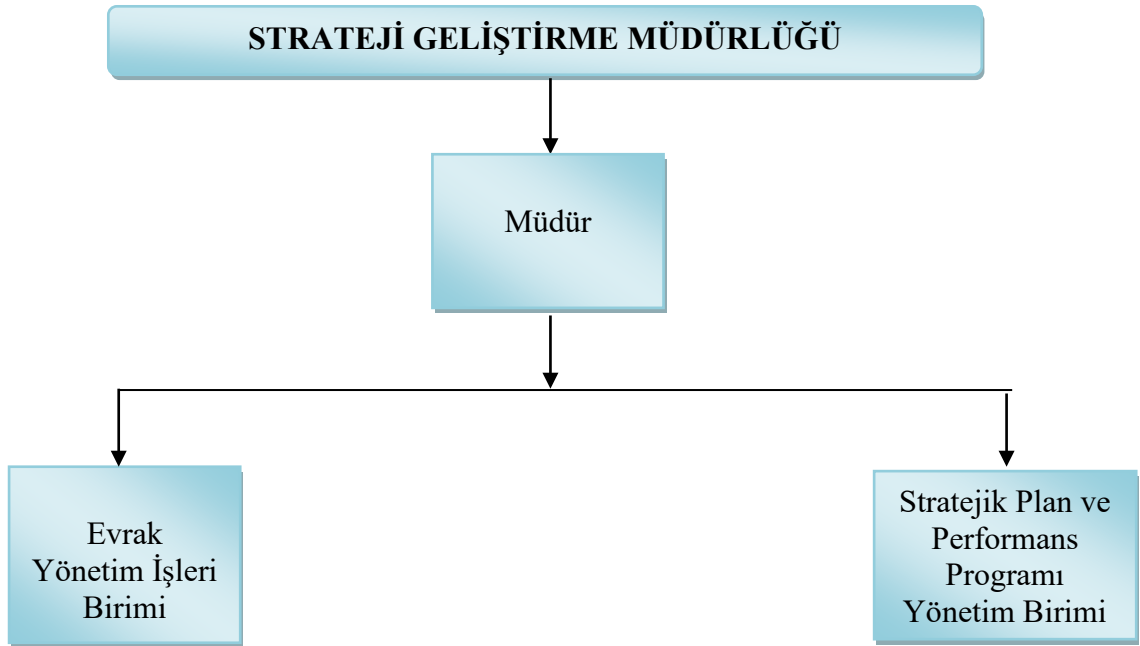 STRATEJİ GELİŞTİRME MÜDÜRLÜĞÜ
Müdür
Evrak
Yönetim İşleri
Birimi
Stratejik Plan ve
Performans
Programı
Yönetim Birimi